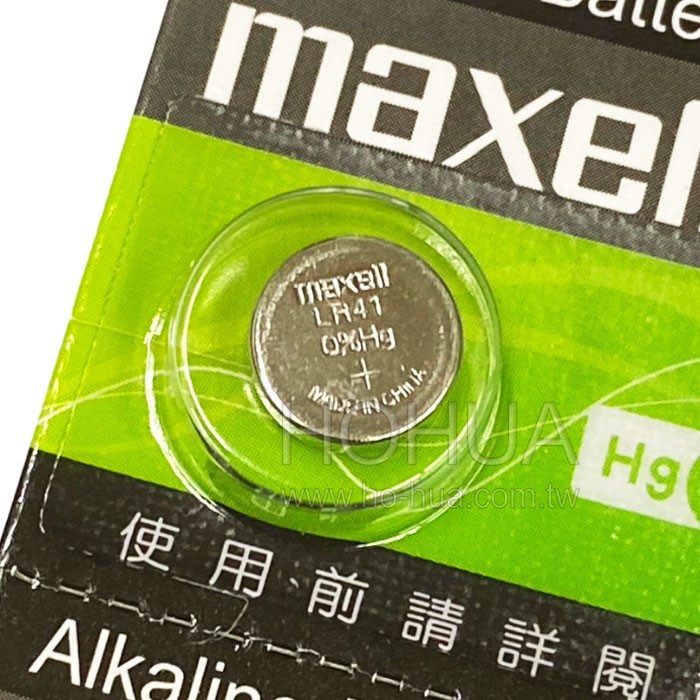 maxell
maxell
LR41
0%Hg
+
MADE IN CHINA
HOHUA
www.ho-hua.com.tw
Hg
使用前請詳閱